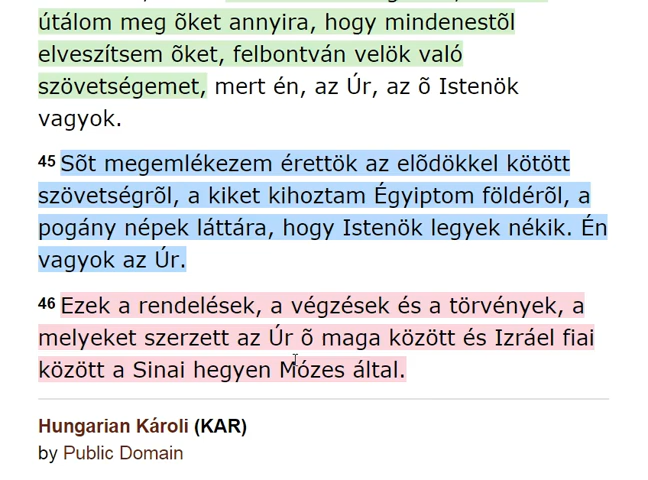 útálom meg õket annyira, hogy mindenestõl
elveszítsem õket, felbontván velök való
szövetségemet, mert én, az Úr, az õ Istenök
vagyok.
45 Sõt megemlékezem érettök az elõdökkel kötött
szövetségrõl, a kiket kihoztam Égyiptom földérõl, a
pogány népek láttára, hogy Istenök legyek nékik. Én
vagyok az Úr.
46 Ezek a rendelések, a végzések és a törvények, a
melyeket szerzett az Úr õ maga között és Izráel fiai
között a Sinai hegyen Mózes által.
Hungarian Károli (KAR)
by Public Domain